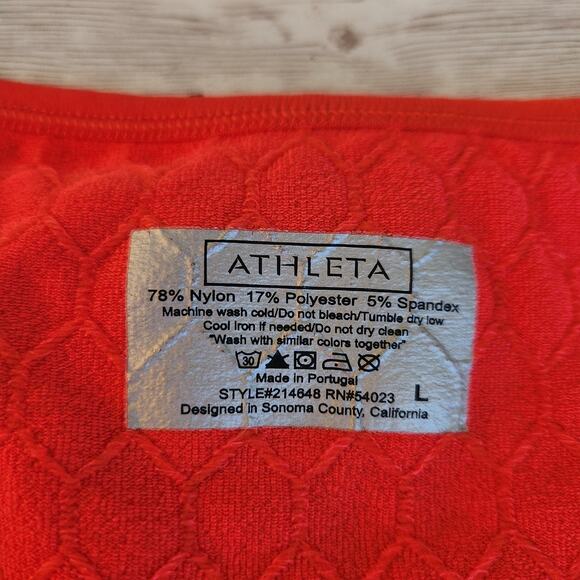 ATHLETA
78% Nylon 17% Polyester 5% Spandex
Machine wash cold/Do not bleach/Tumble dry low
Cool Iron if needed/Do not dry clean
"Wash with similar colors together"
30
Made in Portugal
STYLE#214648 RN#54023 L
Designed in Sonoma County, California